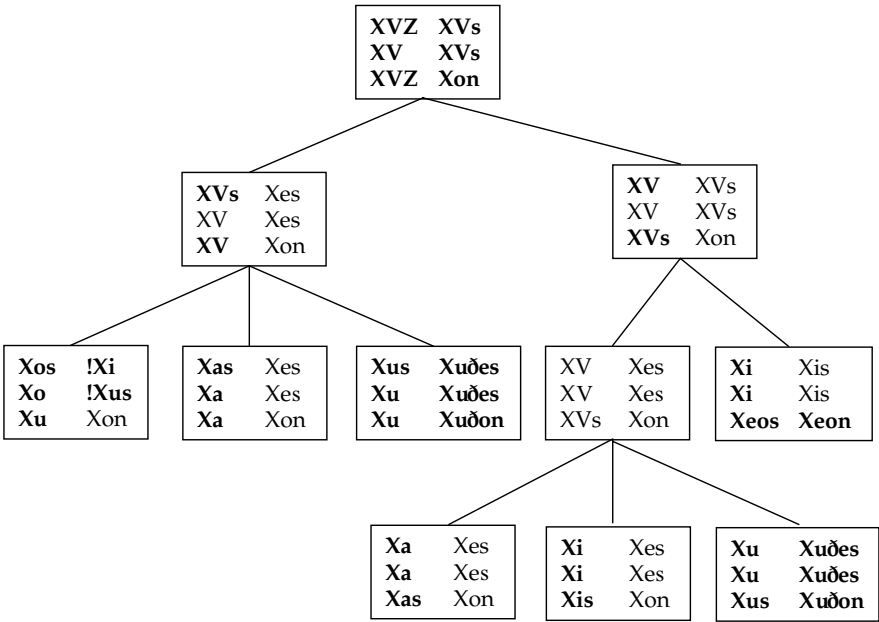 XVZ XVs
XV XVs
XVZ Xon
XVs Xes
XV Xes
XV Xon
XV XVs
XV XVs
XVs Xon
Xos !Xi
Xo !Xus
Xu Xon
Xas Xes
Xa Xes
Xa Xon
Xus Xuðes
Xu Xuðes
Xu Xuðon
XV Xes
XV Xes
XVs Xon
Xi Xis
Xi Xis
Xeos Xeon
Xa Xes
Xa Xes
Xas Xon
Xi Xes
Xi Xes
Xis Xon
Xu Xuðes
Xu Xuðes
Xus Xuðon